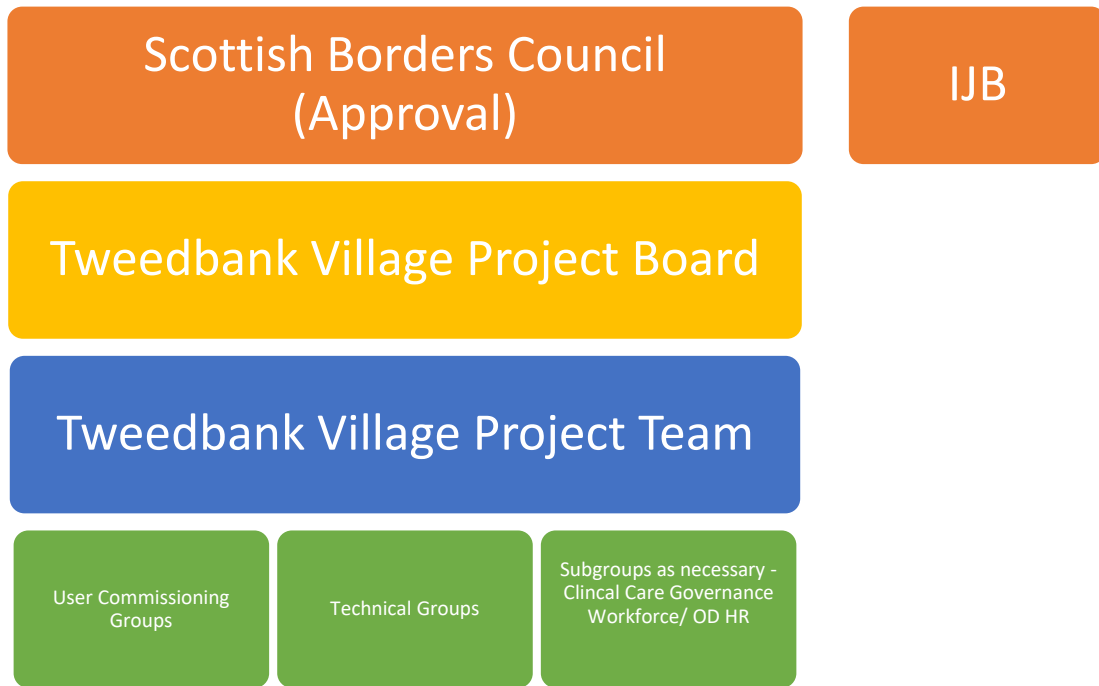 Scottish Borders Council
(Approval)
IJB
Tweedbank Village Project Board
Tweedbank Village Project Team
User Commissioning
Groups
Technical Groups
Subgroups as necessary -
Clincal Care Governance
Workforce/ OD HR